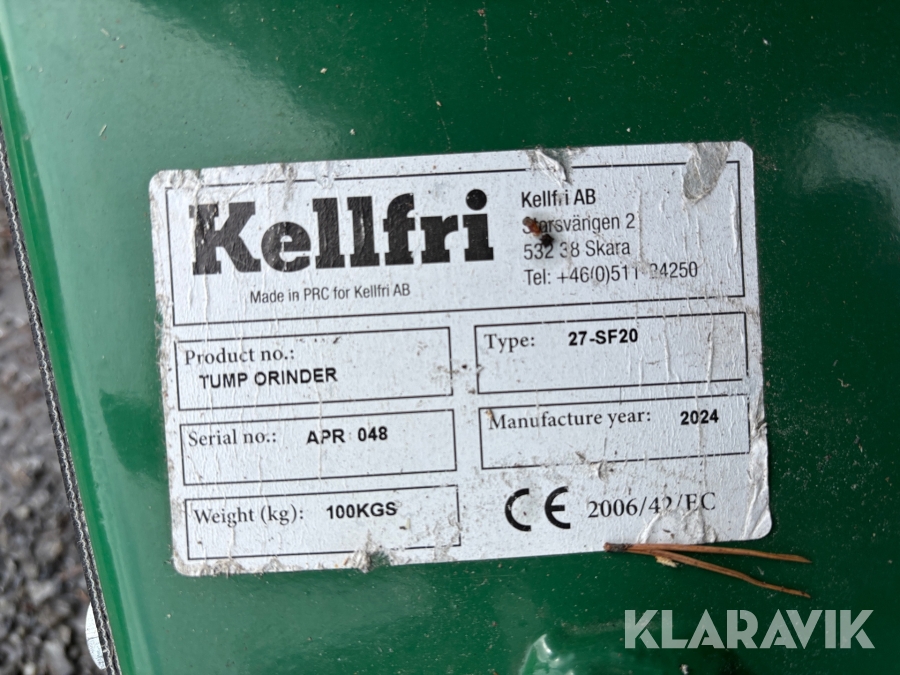 Kellfri
Made in PRC for Kellfri AB
Kellfri AB
Storsvängen 2
532 38 Skara
Tel: +46(0)511-24250
Product no.:
TUMP ORINDER
Type: 27-SF20
Serial no.: APR 048
Manufacture year: 2024
Weight (kg): 100KGS
CE 2006/42/EC
KLARAVIK